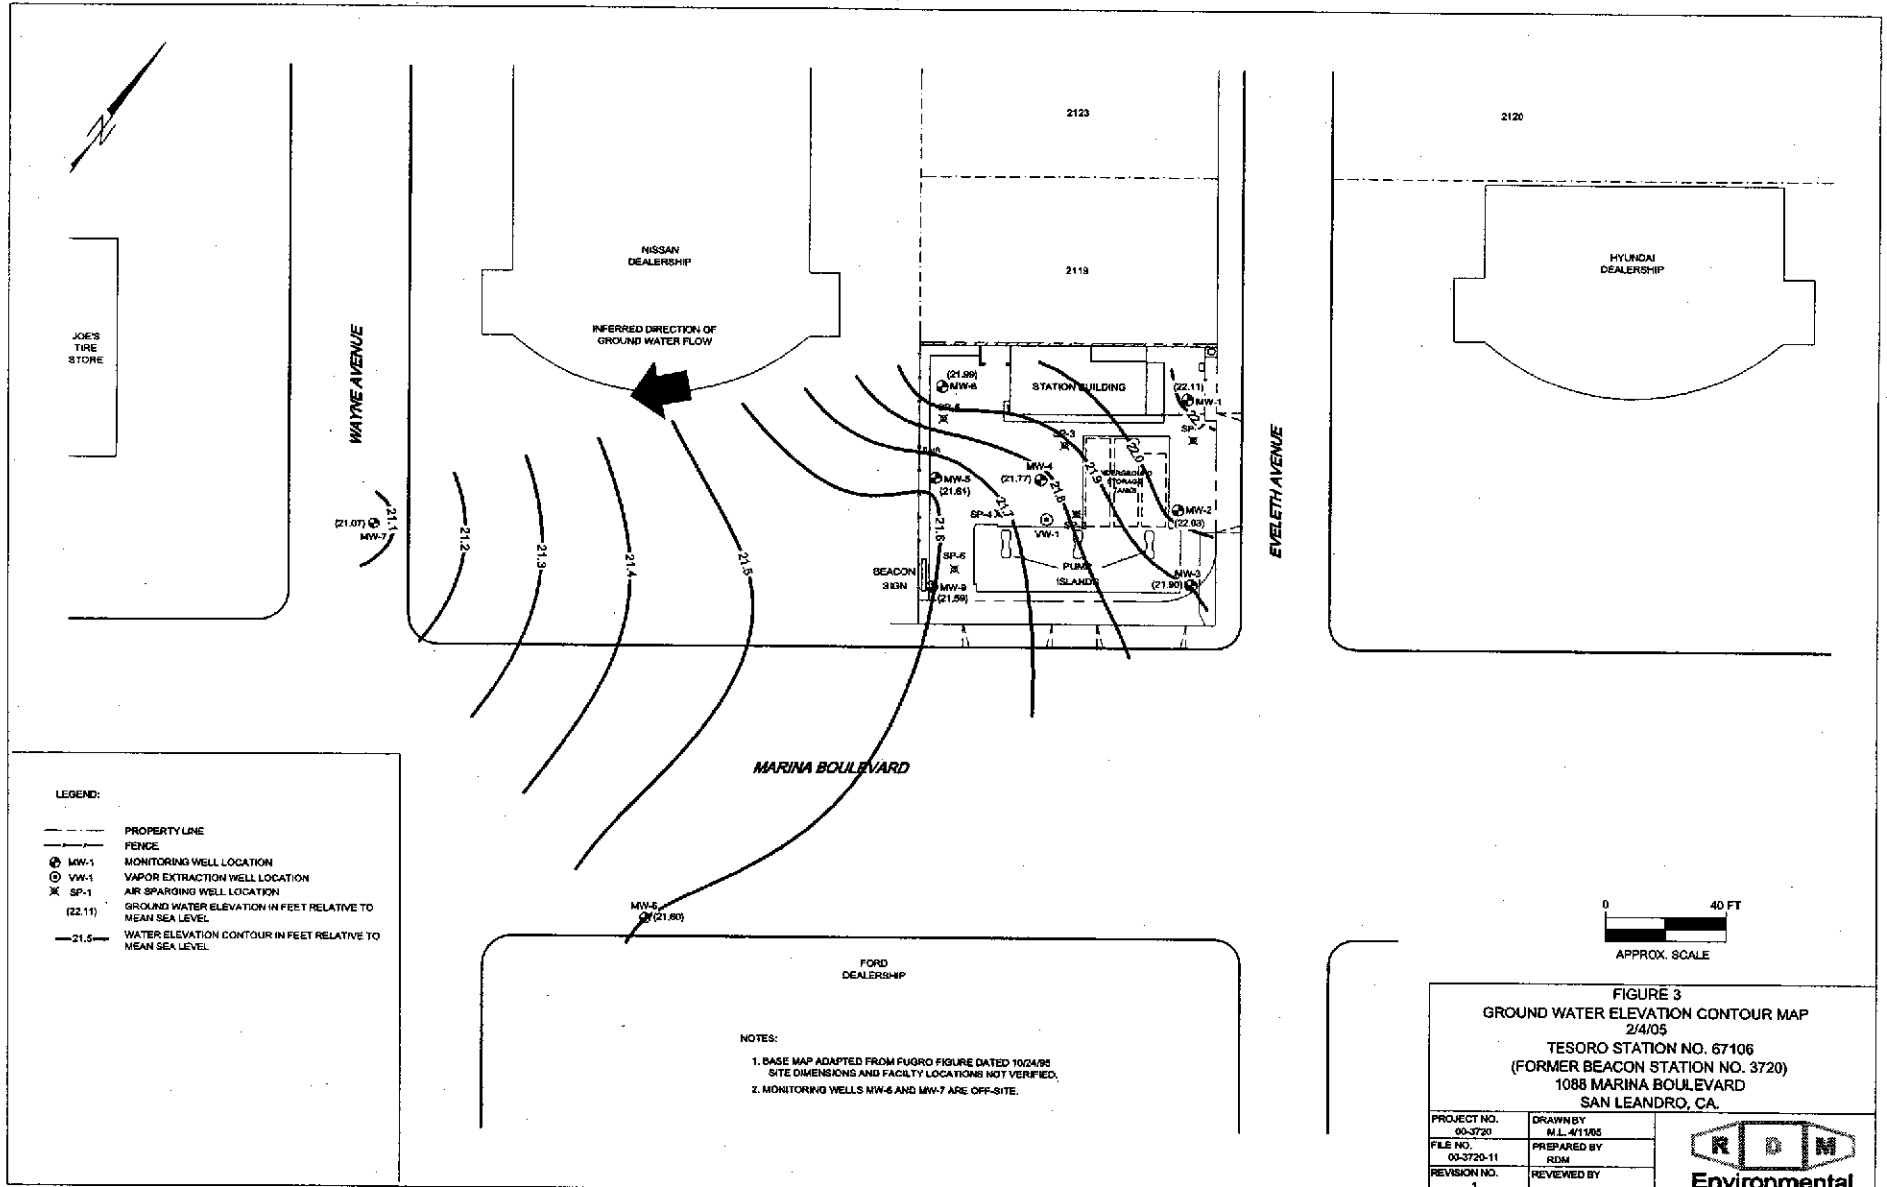 N
2123
2120
NISSAN
DEALERSHIP
2119
HYUNDAI
DEALERSHIP
JOE'S
TIRE
STORE
WAYNE AVENUE
INFERRED DIRECTION OF
GROUND WATER FLOW
EVELETH AVENUE
STATION BUILDING
(21.99)
MW-8
(22.11)
MW-1
SP-3
MW-4
(21.77)
MW-5
(21.61)
SP-4
VW-1
STORAGE
MW-2
(22.03)
SP-6
BEACON
SIGN
MW-9
(21.59)
PUMP
ISLANDS
MW-3
(21.90)
(21.07)
MW-7
21.1
21.2
21.3
21.4
21.5
21.6
21.7
21.8
21.9
22.0
MARINA BOULEVARD
MW-6
(21.60)
FORD
DEALERSHIP
LEGEND:
PROPERTY LINE
FENCE
MW-1 MONITORING WELL LOCATION
VW-1 VAPOR EXTRACTION WELL LOCATION
SP-1 AIR SPARGING WELL LOCATION
(22.11) GROUND WATER ELEVATION IN FEET RELATIVE TO
MEAN SEA LEVEL
21.5 WATER ELEVATION CONTOUR IN FEET RELATIVE TO
MEAN SEA LEVEL
NOTES:
1. BASE MAP ADAPTED FROM FUGRO FIGURE DATED 10/24/95
SITE DIMENSIONS AND FACILTY LOCATIONS NOT VERIFIED.
2. MONITORING WELLS MW-6 AND MW-7 ARE OFF-SITE.
0 40 FT
APPROX. SCALE
FIGURE 3
GROUND WATER ELEVATION CONTOUR MAP
2/4/05
TESORO STATION NO. 67106
(FORMER BEACON STATION NO. 3720)
1088 MARINA BOULEVARD
SAN LEANDRO, CA.
PROJECT NO.
00-3720
DRAWN BY
M.L. 4/11/05
FILE NO.
00-3720-11
PREPARED BY
RDM
REVISION NO.
1
REVIEWED BY
R D M
Environmental